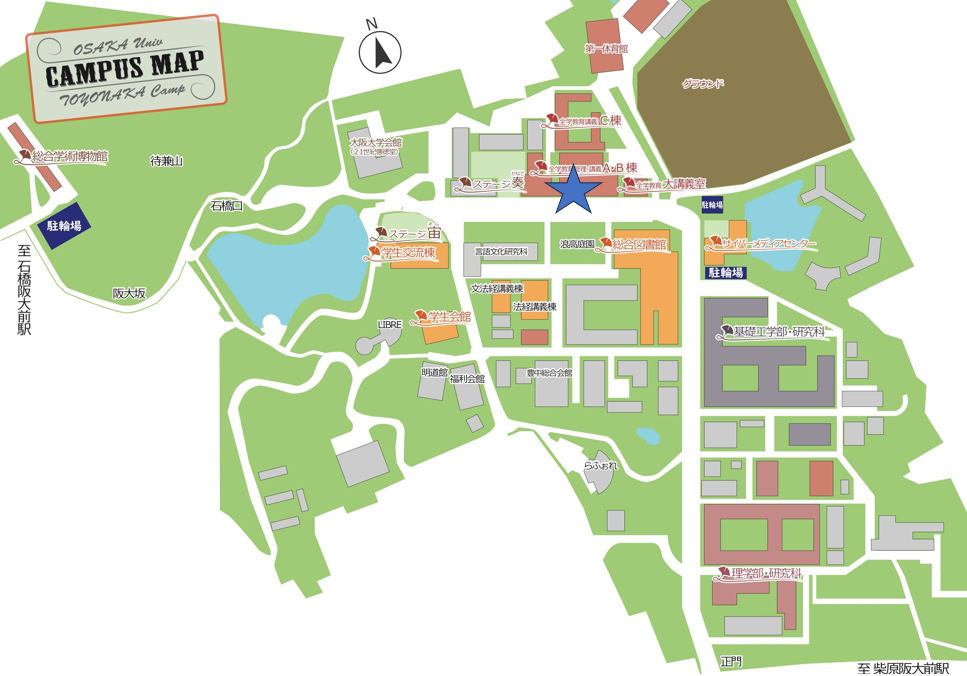 OSAKA Univ
CAMPUS MAP
TOYONAKA Camp
N
第一体育館
グラウンド
全学教育講義C棟
大阪大学会館
(21世紀懐徳堂)
総合学術博物館
待兼山
全学教育管理・講義A・B棟
ステージ奏
かなで
全学教育大講義室
石橋口
駐輪場
駐輪場
ステージ宙
そら
学生交流棟
言語文化研究科
浪高庭園
総合図書館
サイバーメディアセンター
駐輪場
至 石橋阪大前駅
阪大坂
文法経講義棟
法経講義棟
学生会館
LIBRE
基礎工学部・研究科
明道館
福利会館
豊中総合会館
らふぉれ
理学部・研究科
正門
至 柴原阪大前駅